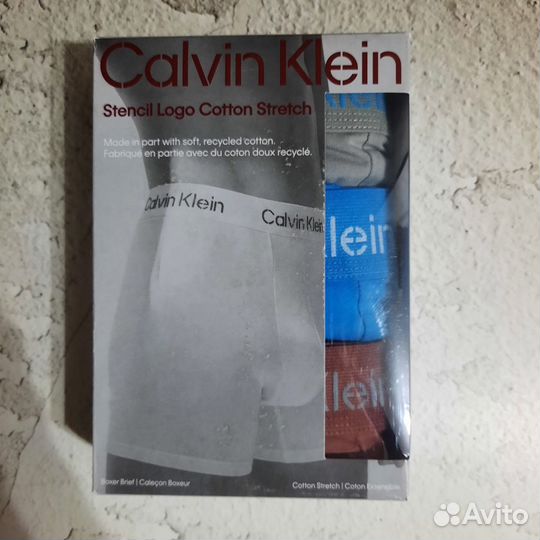 Calvin Klein
Stencil Logo Cotton Stretch
Made in part with soft, recycled cotton.
Fabriqué en partie avec du coton doux recyclé.
Calvin Klein
Calvin Klein
Klein
lein
Klein
Boxer Brief | Caleçon Boxeur
Cotton Stretch | Coton Extensible
Avito